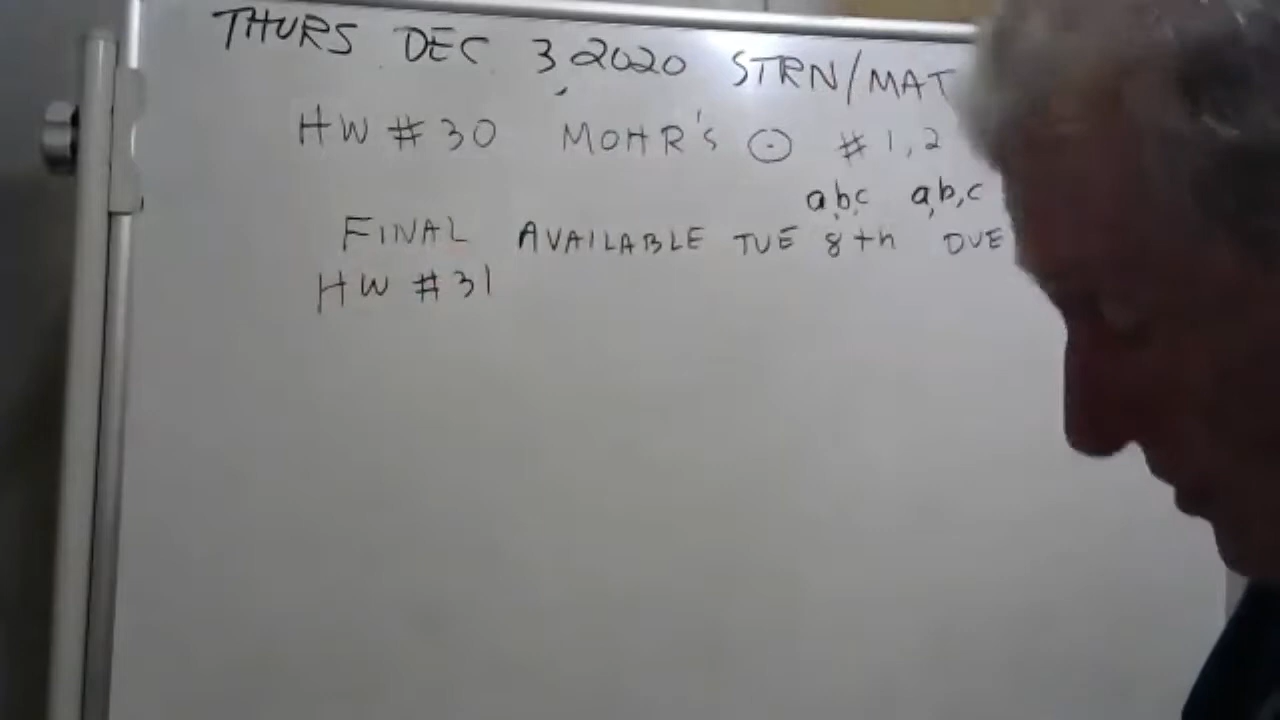 THURS DEC 3, 2020 STRN/MAT
HW # 30 MOHR'S ⊙ # 1, 2
a,b,c a,b,c
FINAL AVAILABLE TUE 8th DUE
HW # 31